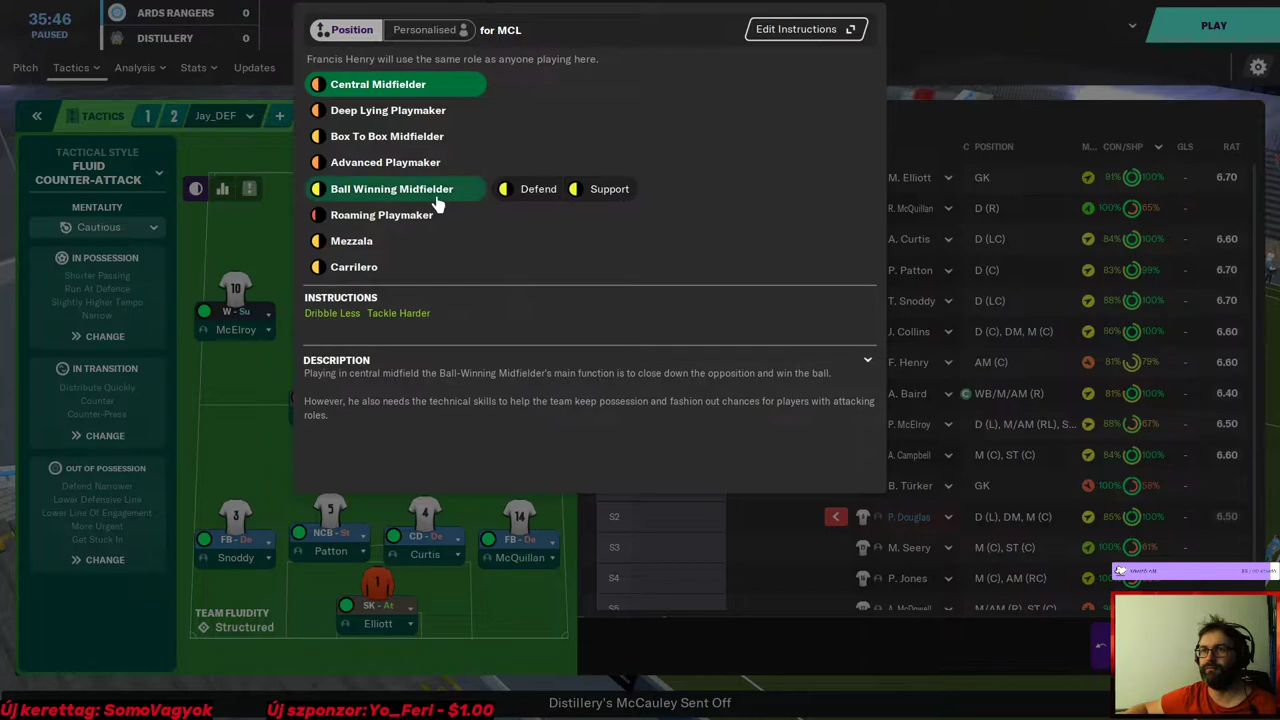 35:46
PAUSED
ARDS RANGERS 0
DISTILLERY 0
Pitch Tactics Analysis Stats Updates
PLAY
TACTICS 1 2 Jay_DEF
TACTICAL STYLE
FLUID
COUNTER-ATTACK
MENTALITY
Cautious
IN POSSESSION
Shorter Passing
Run At Defence
Slightly Higher Tempo
Narrow
CHANGE
IN TRANSITION
Distribute Quickly
Counter
Counter-Press
CHANGE
OUT OF POSSESSION
Defend Narrower
Lower Defensive Line
Lower Line Of Engagement
More Urgent
Get Stuck In
CHANGE
10
W - Su
McElroy
3
FB - De
Snoddy
5
NCB - St
Patton
4
CD - De
Curtis
14
FB - De
McQuillan
1
SK - At
Elliott
TEAM FLUIDITY
Structured
Position Personalised for MCL
Edit Instructions
Francis Henry will use the same role as anyone playing here.
Central Midfielder
Deep Lying Playmaker
Box To Box Midfielder
Advanced Playmaker
Ball Winning Midfielder Defend Support
Roaming Playmaker
Mezzala
Carrilero
INSTRUCTIONS
Dribble Less Tackle Harder
DESCRIPTION
Playing in central midfield the Ball-Winning Midfielder's main function is to close down the opposition and win the ball.
However, he also needs the technical skills to help the team keep possession and fashion out chances for players with attacking
roles.
C POSITION M... CON/SHP GLS RAT
M. Elliott GK 91% 100% -
R. McQuillan D (R) 100% 65% -
A. Curtis D (LC) 84% 100% - 6.60
P. Patton D (C) 83% 99% - 6.70
T. Snoddy D (LC) 88% 100% - 6.70
J. Collins D (C), DM, M (C) 86% 100% - 6.60
F. Henry AM (C) 81% 79% - 6.60
A. Baird C WB/M/AM (R) 81% 100% - 6.40
P. McElroy D (L), M/AM (RL), S... 88% 67% - 6.50
A. Campbell M (C), ST (C) 84% 100% - 6.60
B. Türker GK 100% 58% -
S2 P. Douglas D (L), DM, M (C) 85% 100% - 6.50
S3 M. Seery M (C), ST (C) 100% 61% -
S4 P. Jones M (C), AM (RC)
S5 A. McDowell M/AM (R), ST (C)
Distillery's McCauley Sent Off
Új kerettag: SomoVagyok Új szponzor: Yo_Feri - $1.00